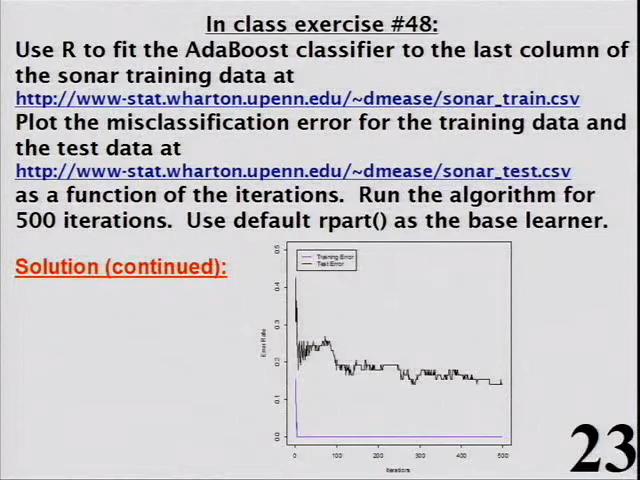 In class exercise #48:
Use R to fit the AdaBoost classifier to the last column of
the sonar training data at
http://www-stat.wharton.upenn.edu/~dmease/sonar_train.csv
Plot the misclassification error for the training data and
the test data at
http://www-stat.wharton.upenn.edu/~dmease/sonar_test.csv
as a function of the iterations.  Run the algorithm for
500 iterations.  Use default rpart() as the base learner.
Solution (continued):
Training Error
Test Error
0.5
0.4
0.3
0.2
0.1
0.0
Error Rate
0 100 200 300 400 500
Iterations
23